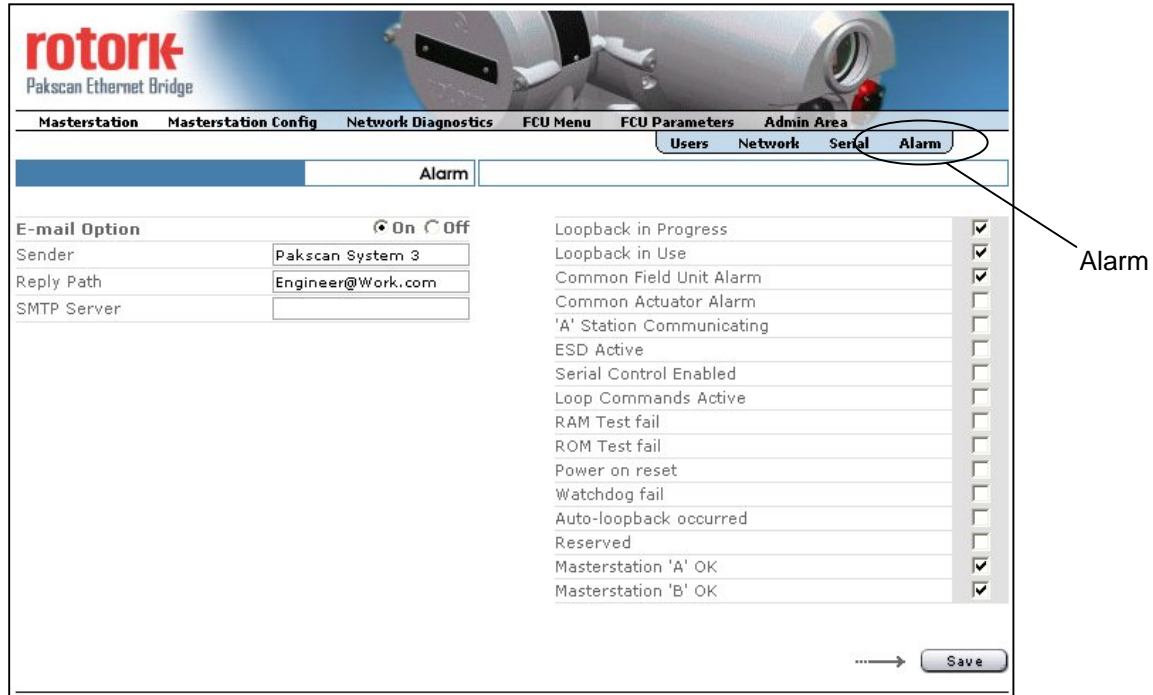 rotork
Pakscan Ethernet Bridge
Masterstation Masterstation Config Network Diagnostics FCU Menu FCU Parameters Admin Area
Users Network Serial Alarm
Alarm
Alarm
E-mail Option On Off
Sender Pakscan System 3
Reply Path Engineer@Work.com
SMTP Server
Loopback in Progress
Loopback in Use
Common Field Unit Alarm
Common Actuator Alarm
'A' Station Communicating
ESD Active
Serial Control Enabled
Loop Commands Active
RAM Test fail
ROM Test fail
Power on reset
Watchdog fail
Auto-loopback occurred
Reserved
Masterstation 'A' OK
Masterstation 'B' OK
Save